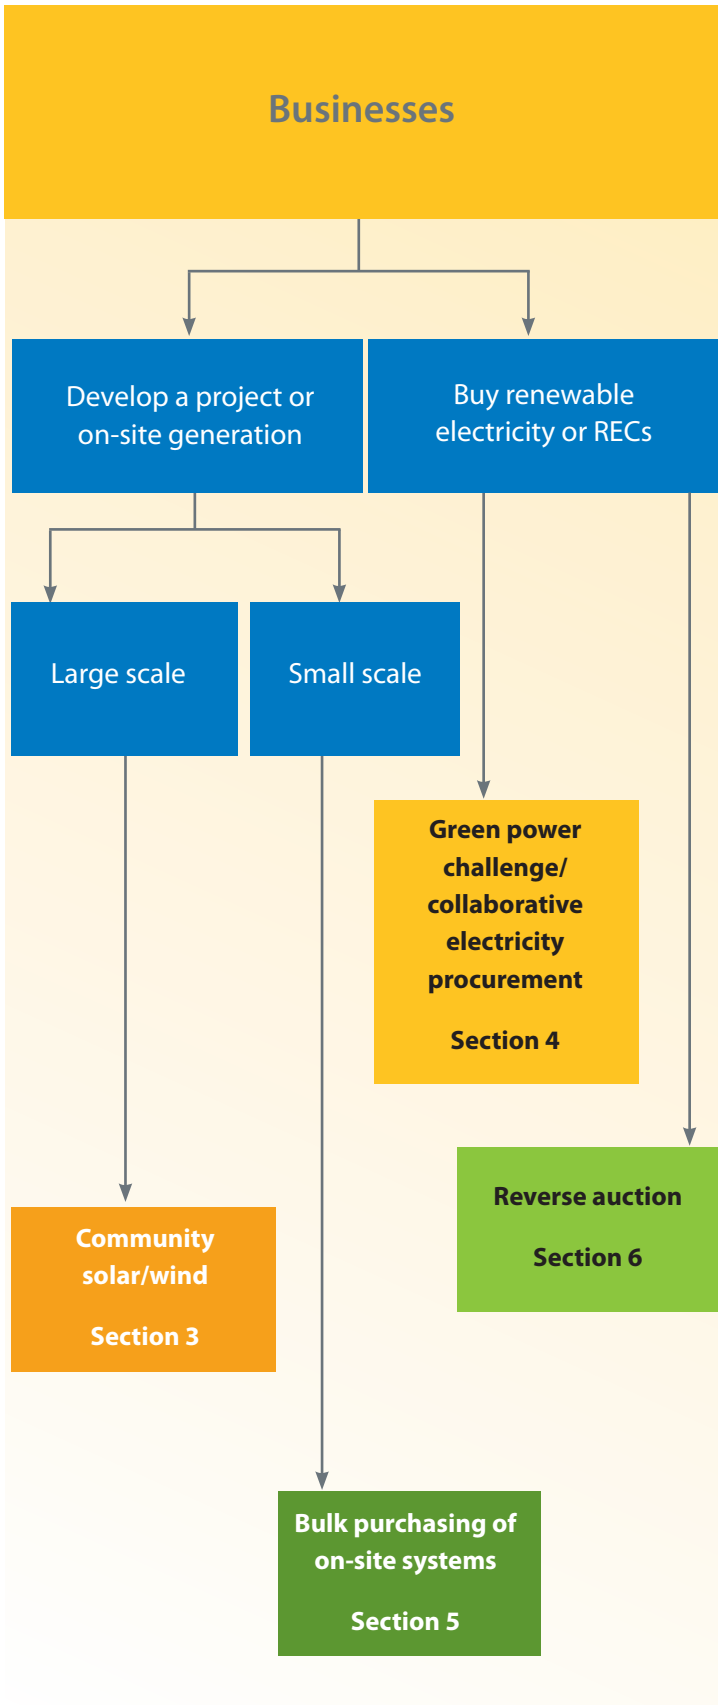 Businesses
Develop a project or
on-site generation
Buy renewable
electricity or RECs
Large scale
Small scale
Green power
challenge/
collaborative
electricity
procurement
Section 4
Reverse auction
Section 6
Community
solar/wind
Section 3
Bulk purchasing of
on-site systems
Section 5